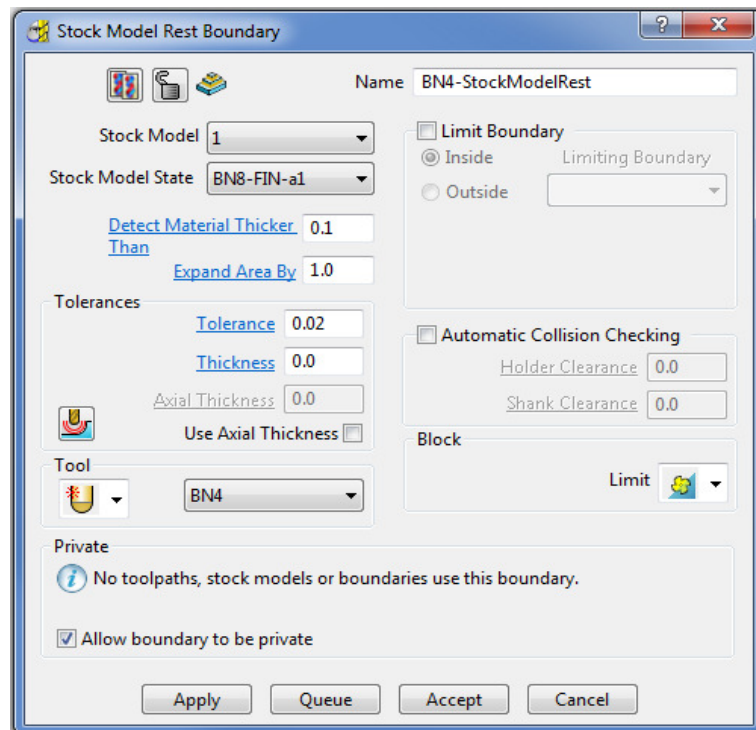 Stock Model Rest Boundary
?
X
Name BN4-StockModelRest
Stock Model 1
Stock Model State BN8-FIN-a1
Detect Material Thicker
Than
0.1
Expand Area By 1.0
Tolerances
Tolerance 0.02
Thickness 0.0
Axial Thickness 0.0
Use Axial Thickness
Tool
BN4
Limit Boundary
Inside Limiting Boundary
Outside
Automatic Collision Checking
Holder Clearance 0.0
Shank Clearance 0.0
Block
Limit
Private
No toolpaths, stock models or boundaries use this boundary.
Allow boundary to be private
Apply Queue Accept Cancel